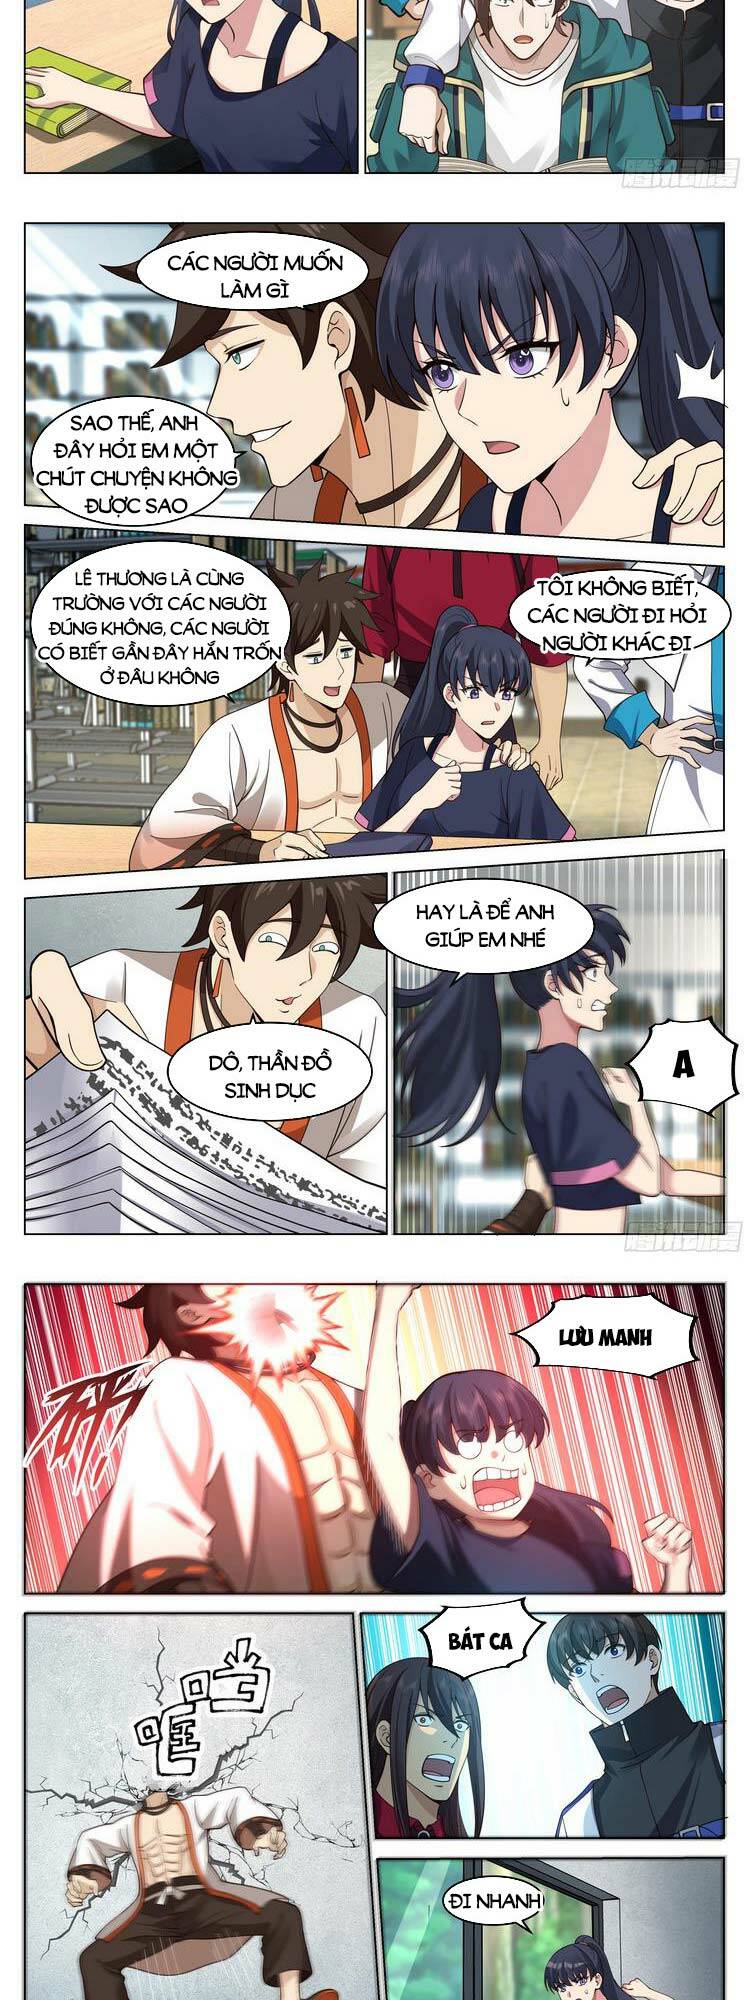 CÁC NGƯỜI MUỐN
LÀM GÌ
SAO THẾ, ANH
ĐÂY HỎI EM MỘT
CHÚT CHUYỆN KHÔNG
ĐƯỢC SAO
LÊ THƯƠNG LÀ CÙNG
TRƯỜNG VỚI CÁC NGƯỜI
ĐÚNG KHÔNG, CÁC NGƯỜI
CÓ BIẾT GẦN ĐÂY HẮN TRỐN
Ở ĐÂU KHÔNG
TÔI KHÔNG BIẾT,
CÁC NGƯỜI ĐI HỎI
NGƯỜI KHÁC ĐI
DÔ, THẦN ĐỒ
SINH DỤC
HAY LÀ ĐỂ ANH
GIÚP EM NHÉ
A
LƯU MANH
砰
哐当
BÁT CA
ĐI NHANH